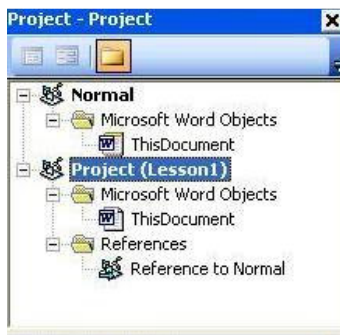 Project - Project
Normal
Microsoft Word Objects
ThisDocument
Project (Lesson1)
Microsoft Word Objects
ThisDocument
References
Reference to Normal